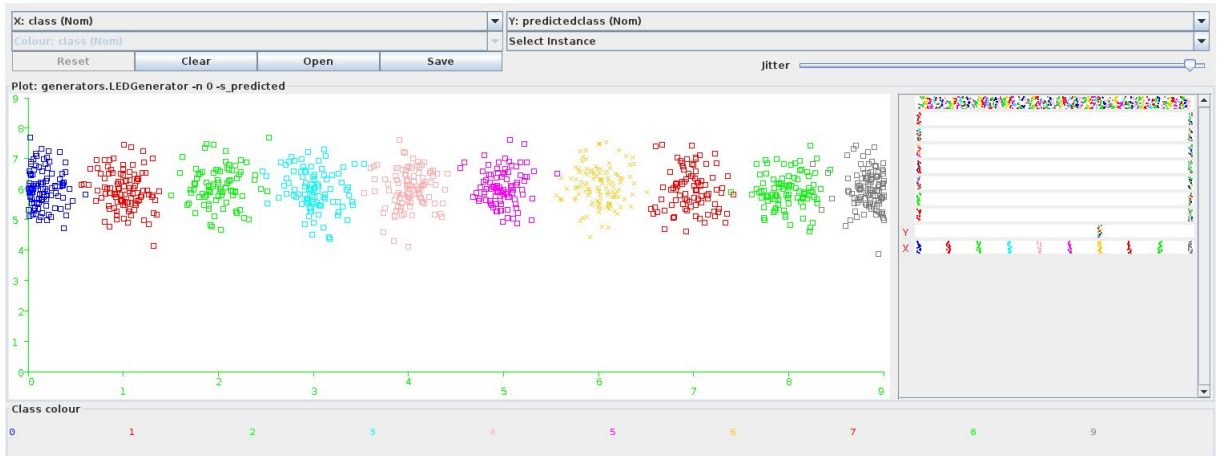 X: class (Nom) Y: predictedclass (Nom)
Colour: class (Nom) Select Instance
Reset Clear Open Save Jitter
Plot: generators.LEDGenerator -n 0 -s_predicted
9
8
7
6
5
4
3
2
1
0
0 2 4 6 8
1 3 5 7 9
Y
X
Class colour
0 1 2 3 4 5 6 7 8 9